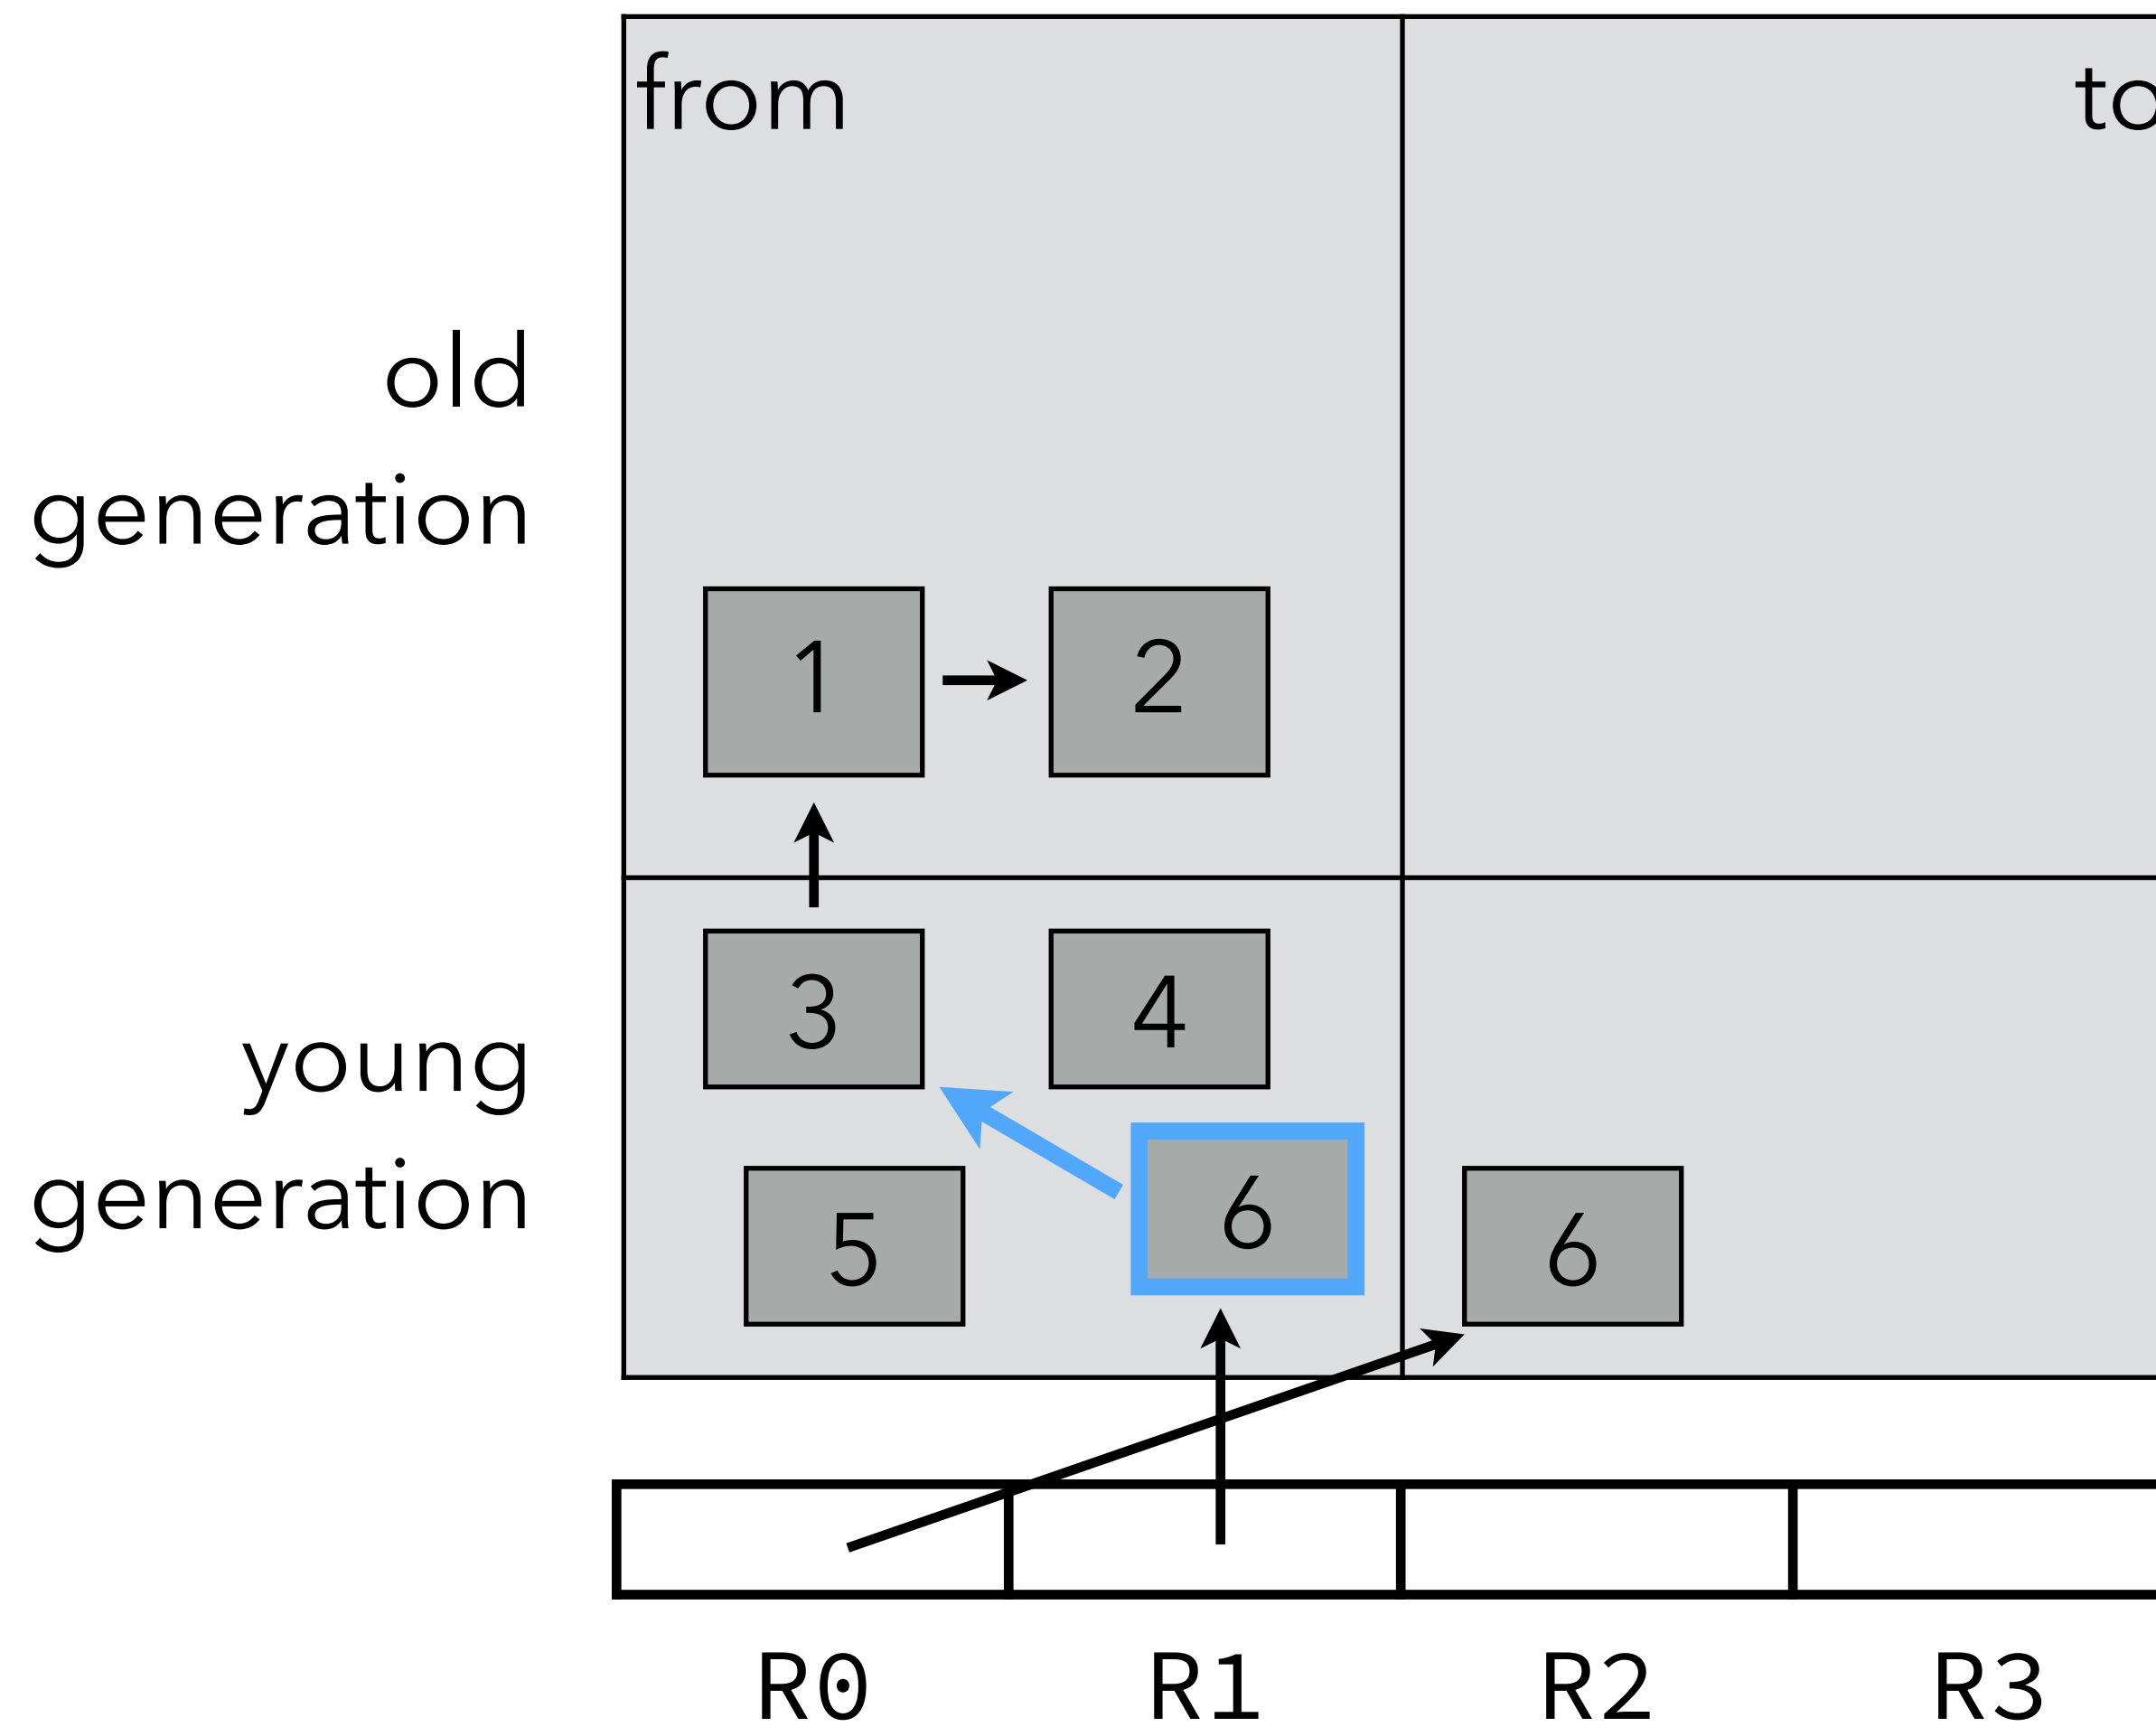 from
to
old
generation
1
2
3
4
young
generation
5
6
6
R0
R1
R2
R3